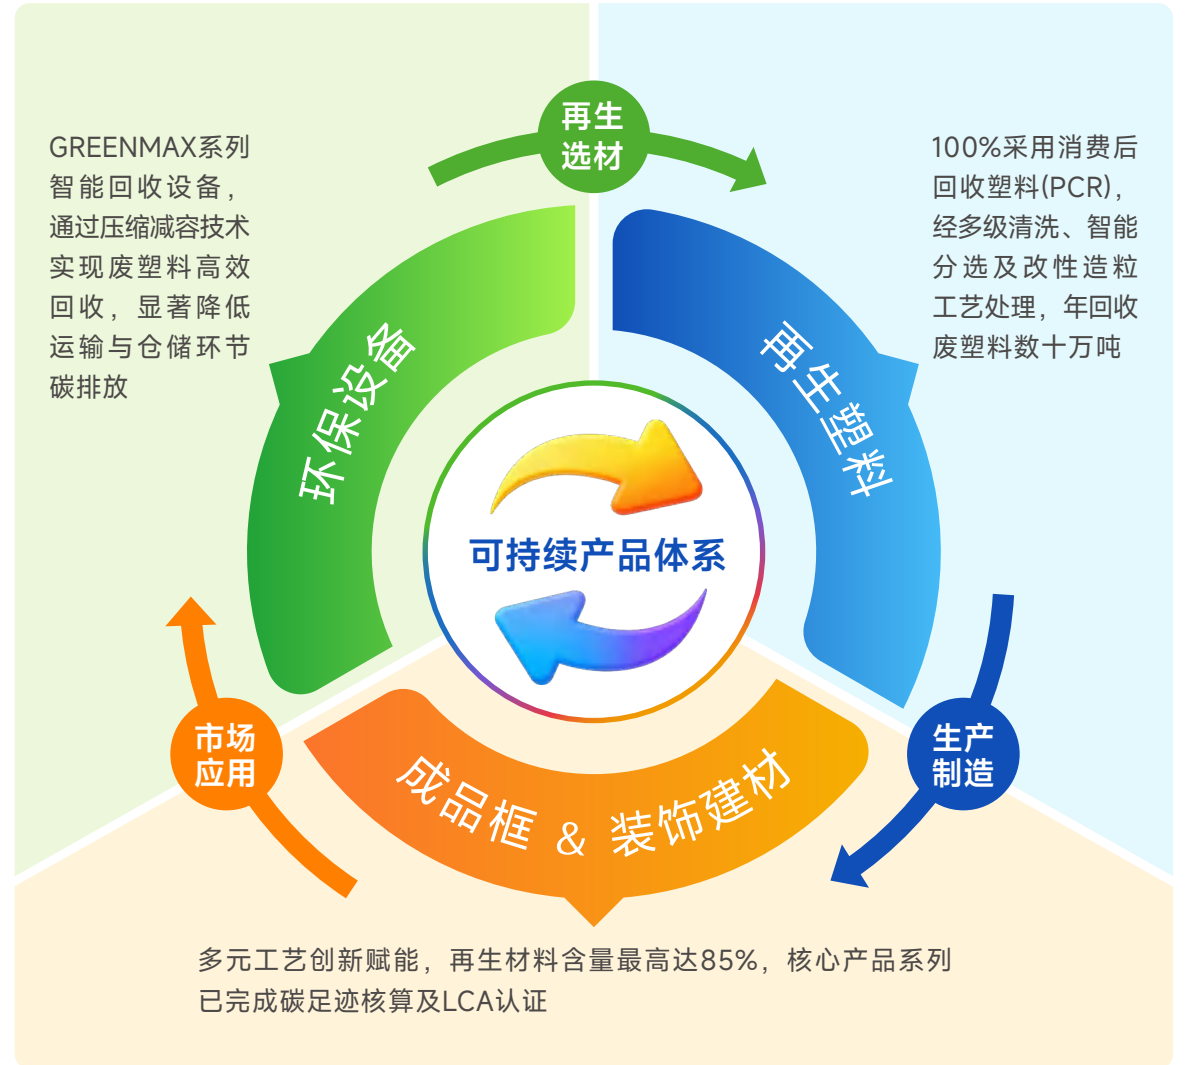 再生
选材
GREENMAX系列
智能回收设备，
通过压缩减容技术
实现废塑料高效
回收，显著降低
运输与仓储环节
碳排放
100%采用消费后
回收塑料(PCR)，
经多级清洗、智能
分选及改性造粒
工艺处理，年回收
废塑料数十万吨
环保设备
再生塑料
可持续产品体系
市场
应用
生产
制造
成品框 & 装饰建材
多元工艺创新赋能，再生材料含量最高达85%，核心产品系列
已完成碳足迹核算及LCA认证